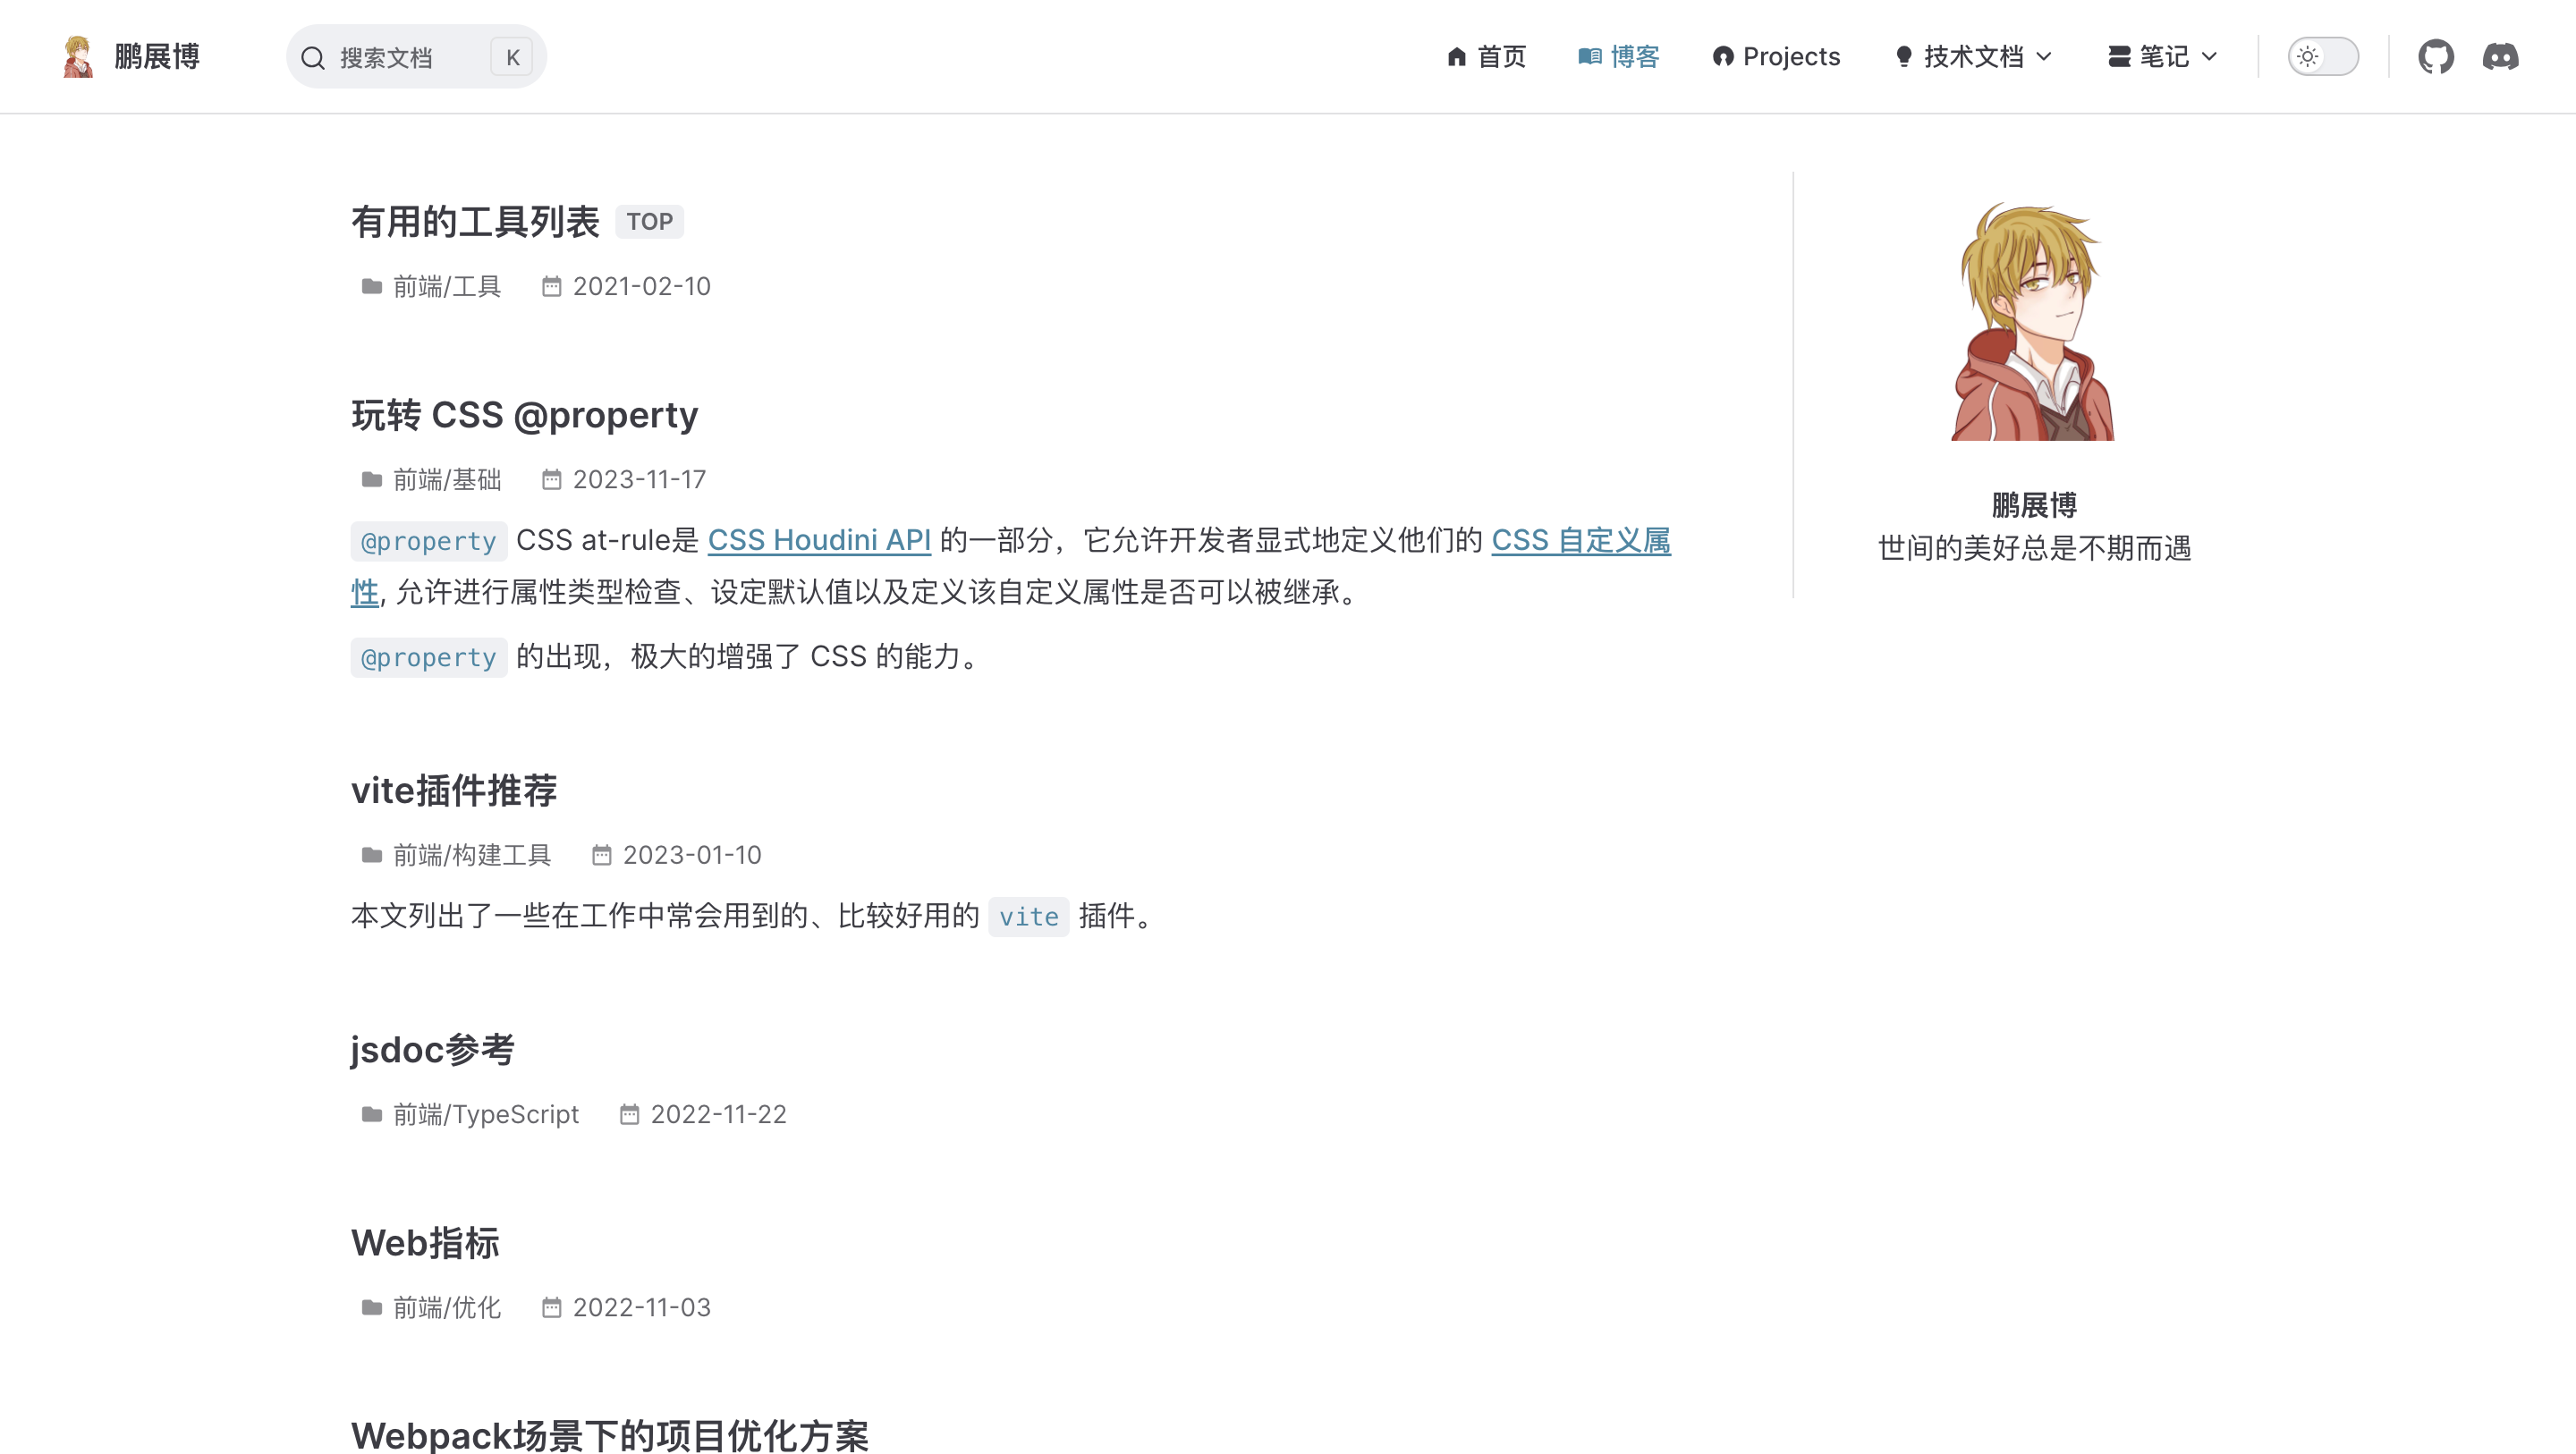 鹏展博
搜索文档 K
首页 博客 Projects 技术文档 笔记
有用的工具列表 TOP
前端/工具 2021-02-10
玩转 CSS @property
前端/基础 2023-11-17
@property CSS at-rule是 CSS Houdini API 的一部分，它允许开发者显式地定义他们的 CSS 自定义属
性, 允许进行属性类型检查、设定默认值以及定义该自定义属性是否可以被继承。
@property 的出现，极大的增强了 CSS 的能力。
vite插件推荐
前端/构建工具 2023-01-10
本文列出了一些在工作中常会用到的、比较好用的 vite 插件。
jsdoc参考
前端/TypeScript 2022-11-22
Web指标
前端/优化 2022-11-03
Webpack场景下的项目优化方案
鹏展博
世间的美好总是不期而遇